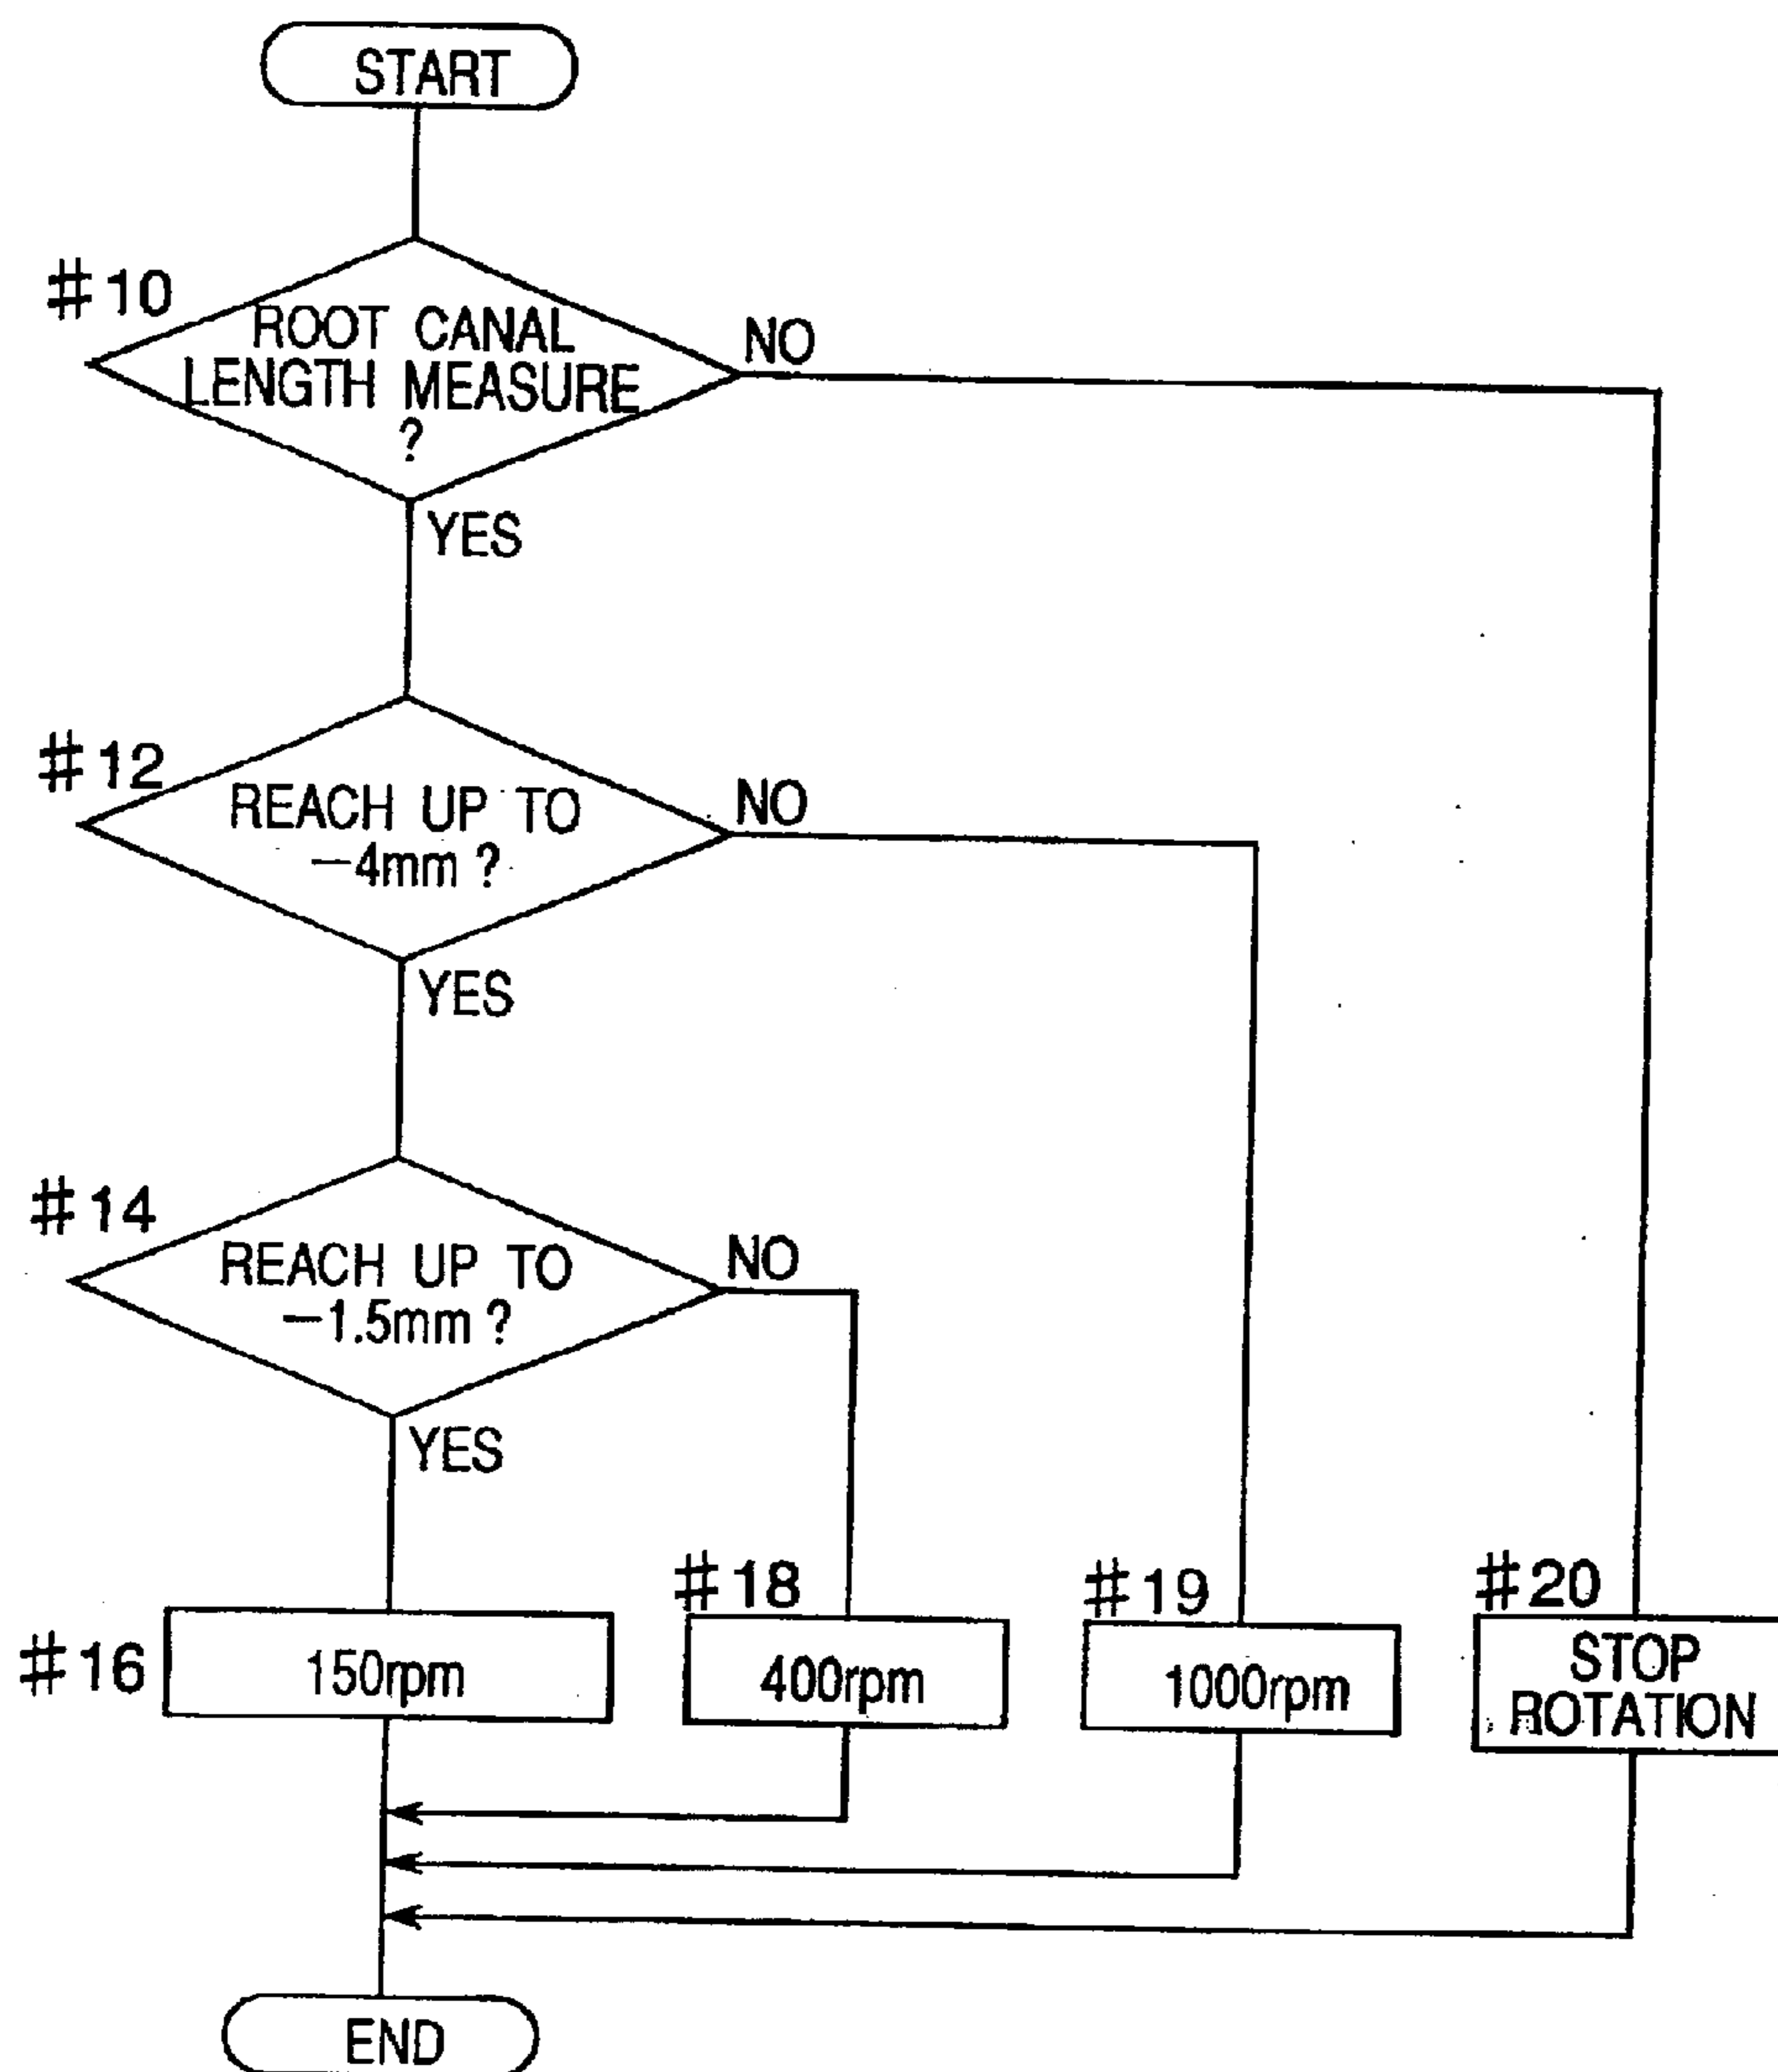 START
#10
ROOT CANAL
LENGTH MEASURE
?
NO
YES
#12
REACH UP TO
−4mm ?
NO
YES
#14
REACH UP TO
−1.5mm ?
NO
YES
#16
150rpm
#18
400rpm
#19
1000rpm
#20
STOP
ROTATION
END